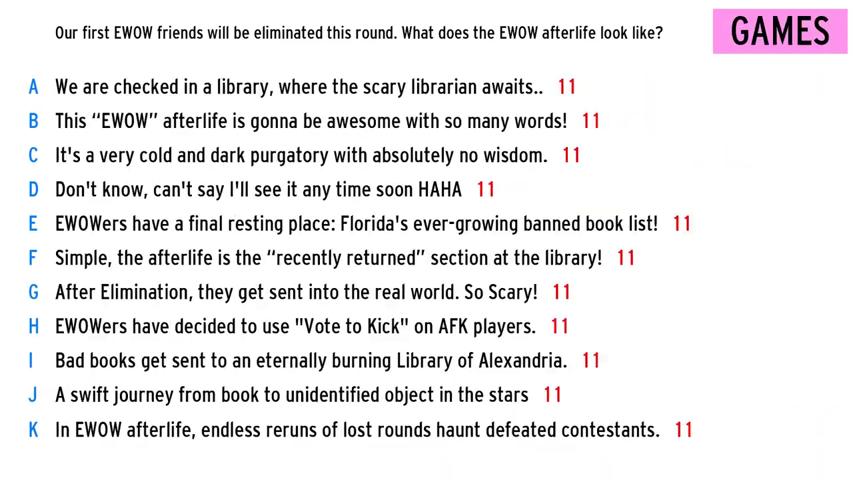 Our first EWOW friends will be eliminated this round. What does the EWOW afterlife look like?
GAMES
A We are checked in a library, where the scary librarian awaits.. 11
B This “EWOW” afterlife is gonna be awesome with so many words! 11
C It's a very cold and dark purgatory with absolutely no wisdom. 11
D Don't know, can't say I'll see it any time soon HAHA 11
E EWOWers have a final resting place: Florida's ever-growing banned book list! 11
F Simple, the afterlife is the “recently returned” section at the library! 11
G After Elimination, they get sent into the real world. So Scary! 11
H EWOWers have decided to use "Vote to Kick" on AFK players. 11
I Bad books get sent to an eternally burning Library of Alexandria. 11
J A swift journey from book to unidentified object in the stars 11
K In EWOW afterlife, endless reruns of lost rounds haunt defeated contestants. 11